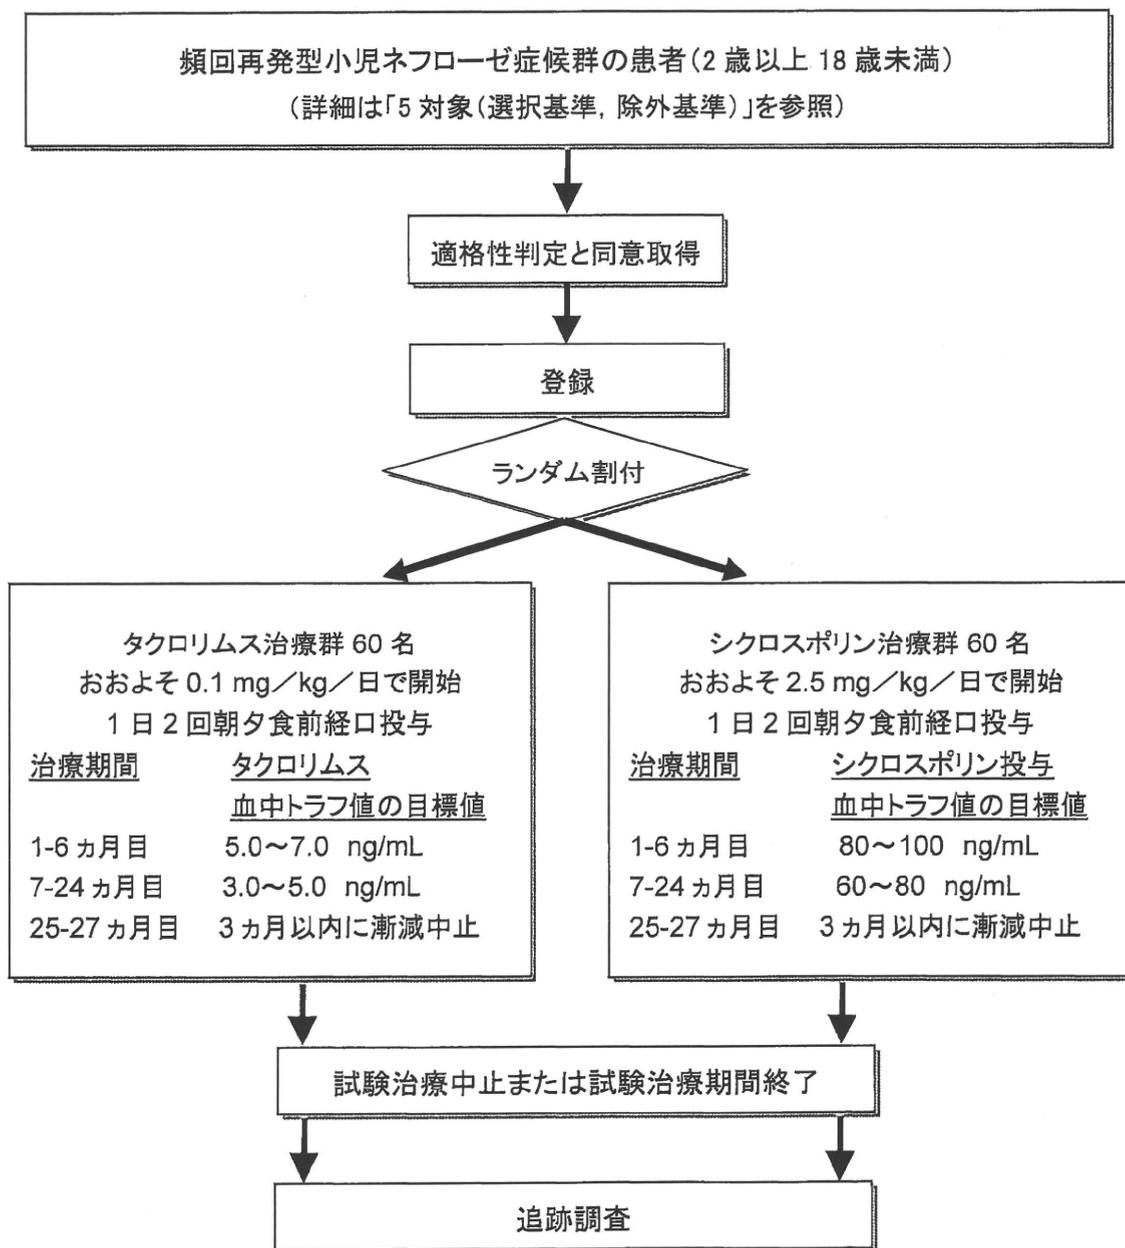 頻回再発型小児ネフローゼ症候群の患者(2 歳以上 18 歳未満)
(詳細は「5 対象(選択基準, 除外基準)」を参照)
適格性判定と同意取得
登録
ランダム割付
タクロリムス治療群 60 名
おおよそ 0.1 mg/kg/日で開始
1 日 2 回朝夕食前経口投与
治療期間 タクロリムス
血中トラフ値の目標値
1-6 ヵ月目 5.0~7.0 ng/mL
7-24 ヵ月目 3.0~5.0 ng/mL
25-27 ヵ月目 3 ヵ月以内に漸減中止
シクロスポリン治療群 60 名
おおよそ 2.5 mg/kg/日で開始
1 日 2 回朝夕食前経口投与
治療期間 シクロスポリン投与
血中トラフ値の目標値
1-6 ヵ月目 80~100 ng/mL
7-24 ヵ月目 60~80 ng/mL
25-27 ヵ月目 3 ヵ月以内に漸減中止
試験治療中止または試験治療期間終了
追跡調査